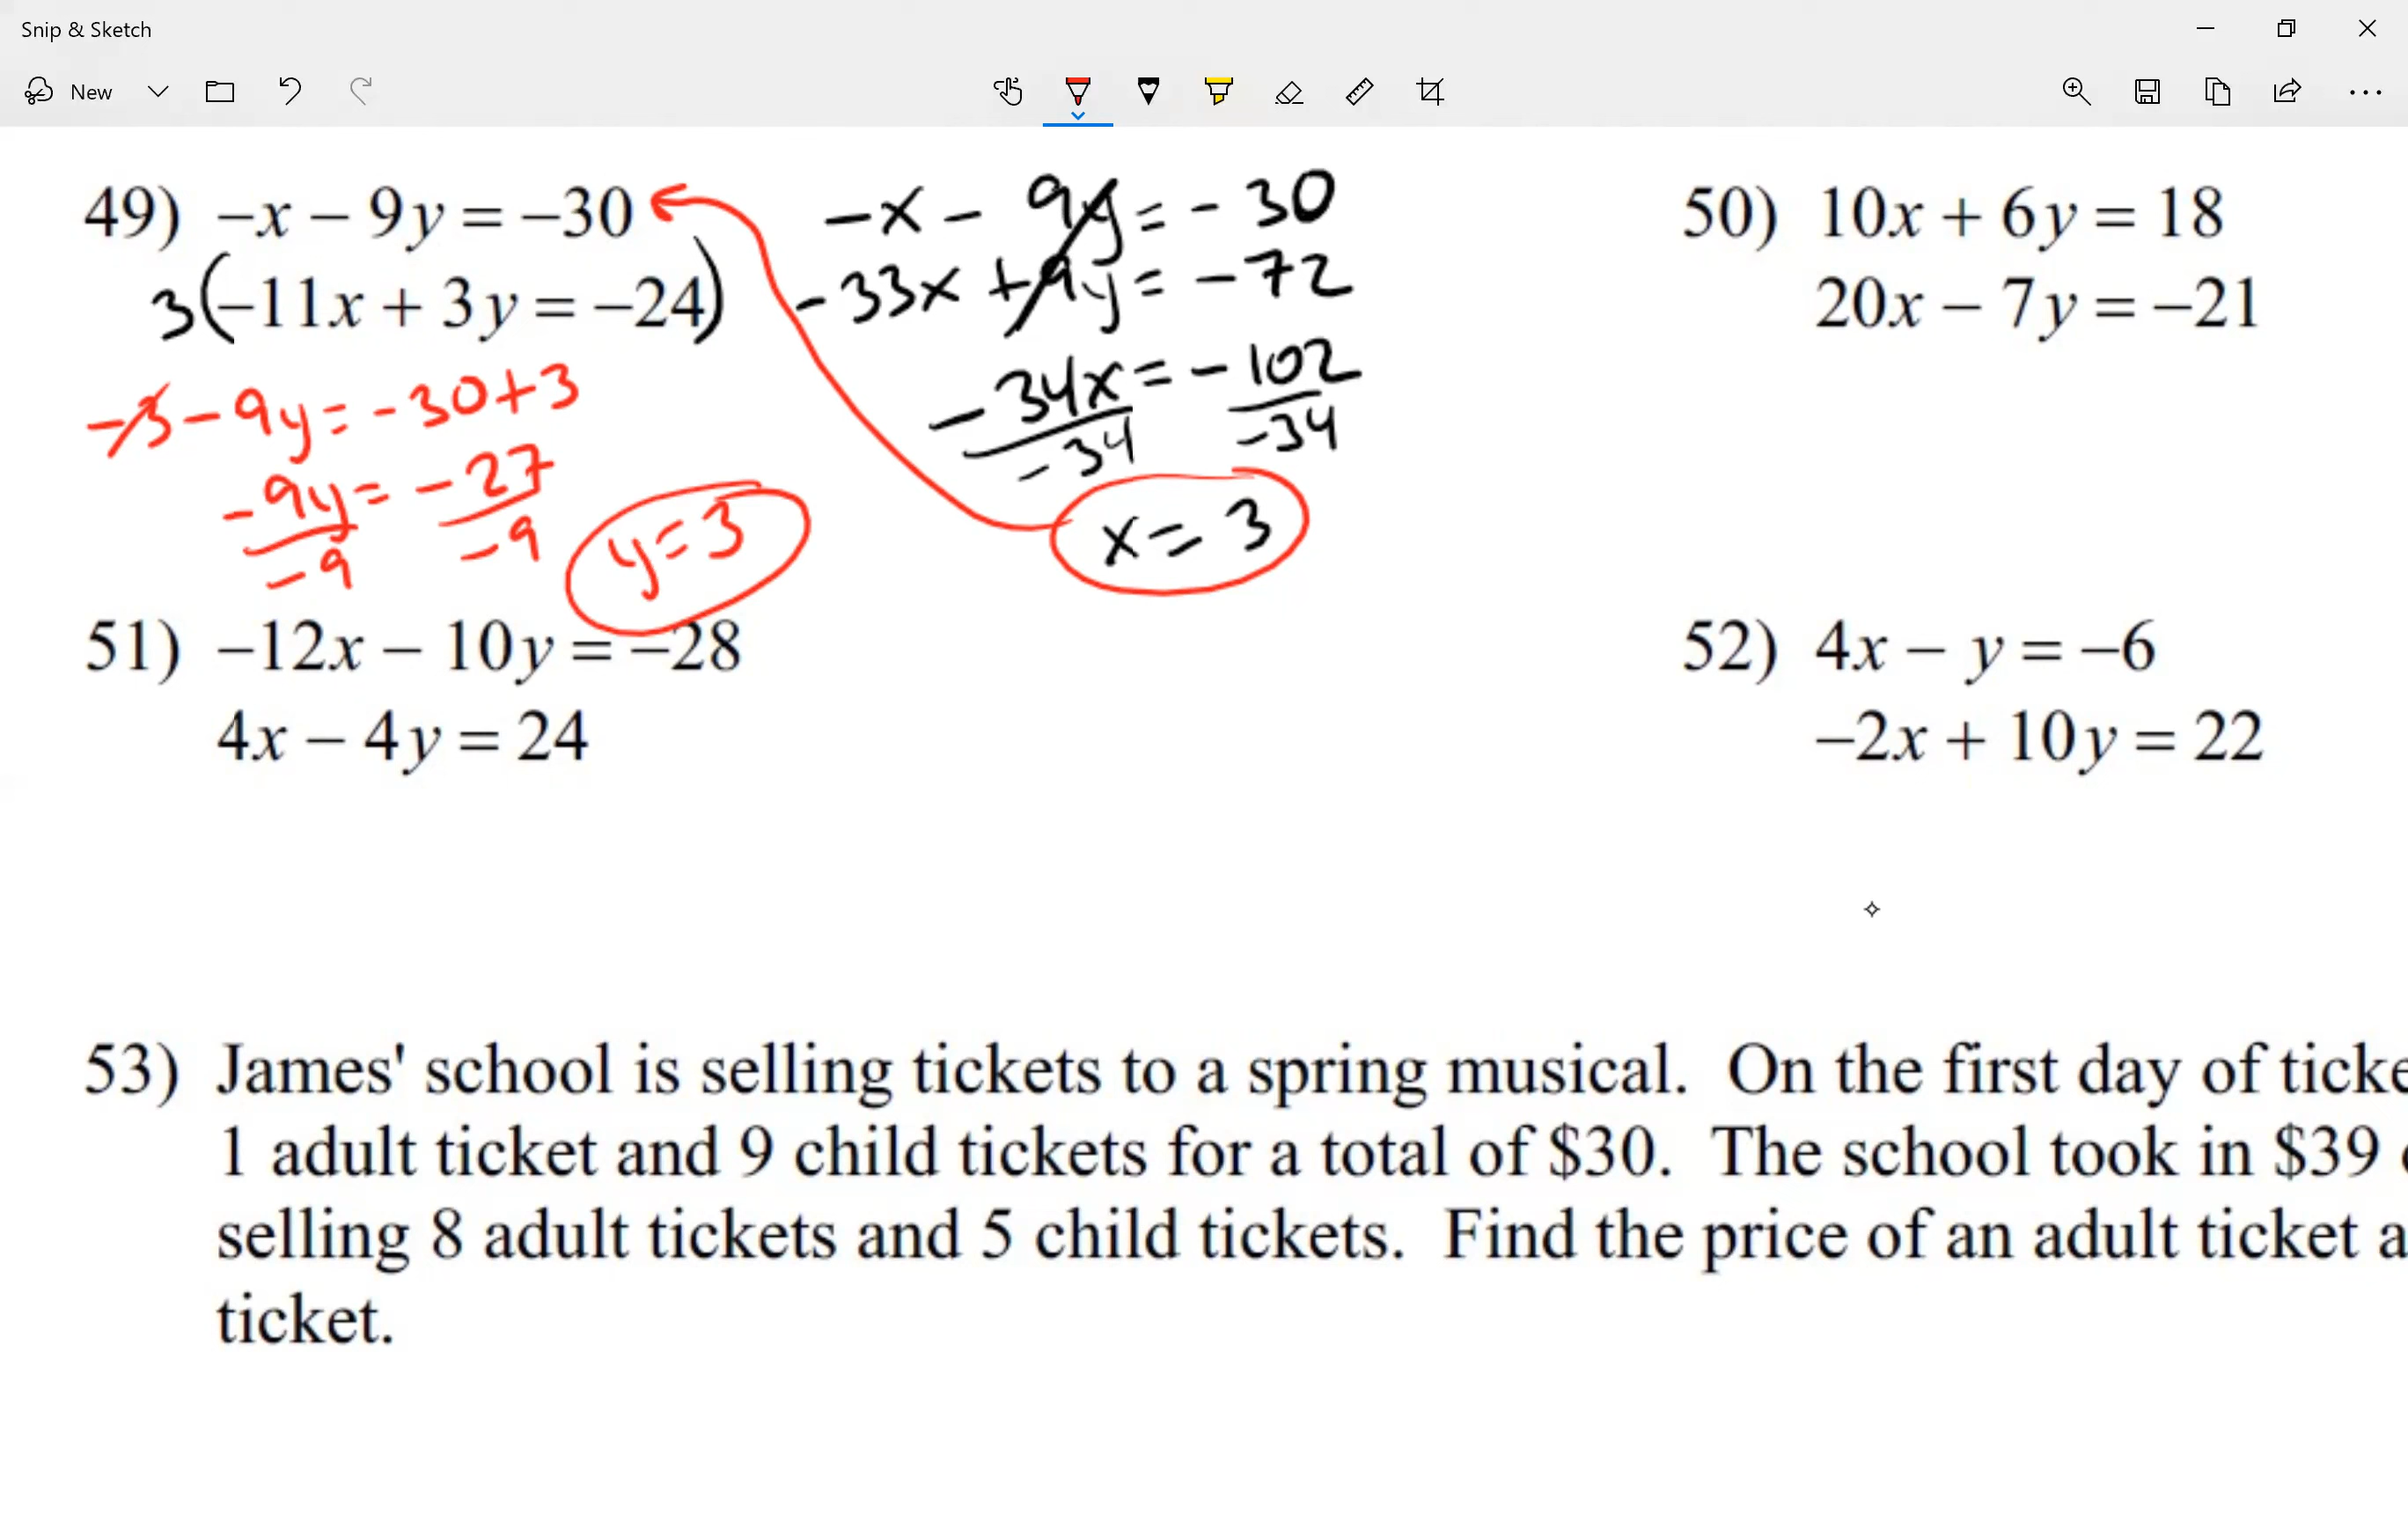 Snip & Sketch
New
49) −x − 9y = −30
3(−11x + 3y = −24)
-3 - 9y = -30 + 3
-9y = -27
-9 -9
y = 3
-x - 9y = -30
-33x + 9y = -72
-34x = -102
-34 -34
x = 3
50) 10x + 6y = 18
20x − 7y = −21
51) −12x − 10y = −28
4x − 4y = 24
52) 4x − y = −6
−2x + 10y = 22
53) James' school is selling tickets to a spring musical. On the first day of ticke
1 adult ticket and 9 child tickets for a total of $30. The school took in $39
selling 8 adult tickets and 5 child tickets. Find the price of an adult ticket a
ticket.